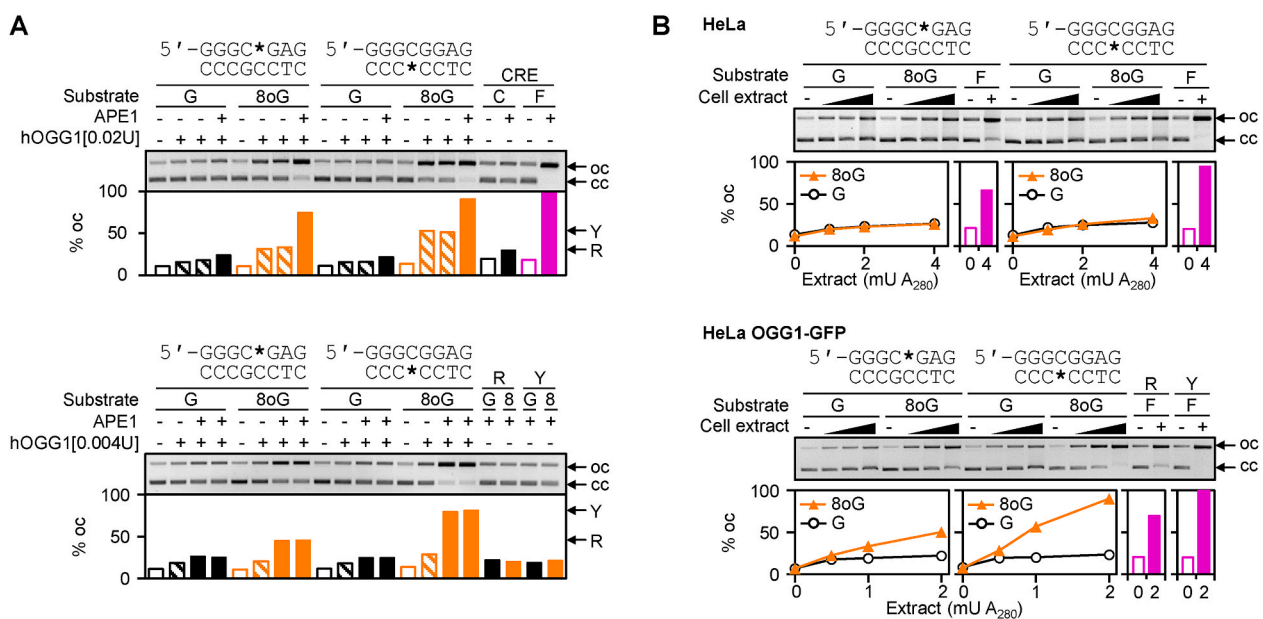 A
5′-GGGC*GAG 5′-GGGCGGAG
CCCGCCTC CCC*CCTC
CRE
Substrate G 8oG G 8oG C F
APE1 - - - + - - - + - - - + - - - + - + - +
hOGG1[0.02U] - + + + - + + + - + + + - + + + - - - -
oc
cc
100
% oc
50
0
Y
R
5′-GGGC*GAG 5′-GGGCGGAG
CCCGCCTC CCC*CCTC
R Y
Substrate G 8oG G 8oG G 8 G 8
APE1 - - + + - - + + - - + + - - + + + + + +
hOGG1[0.004U] - + + + - + + + - + + + - + + + - - - -
oc
cc
100
% oc
50
0
Y
R
B
HeLa
5′-GGGC*GAG 5′-GGGCGGAG
CCCGCCTC CCC*CCTC
Substrate G 8oG F G 8oG F
Cell extract - - - + - - - +
oc
cc
100
% oc
50
0
8oG
G
8oG
G
0 2 4 0 4 0 2 4 0 4
Extract (mU A280) Extract (mU A280)
HeLa OGG1-GFP
5′-GGGC*GAG 5′-GGGCGGAG
CCCGCCTC CCC*CCTC
R Y
Substrate G 8oG G 8oG F F
Cell extract - - - - - + - +
oc
cc
100
% oc
50
0
8oG
G
8oG
G
0 1 2 1 2 0 2 0 2
Extract (mU A280)